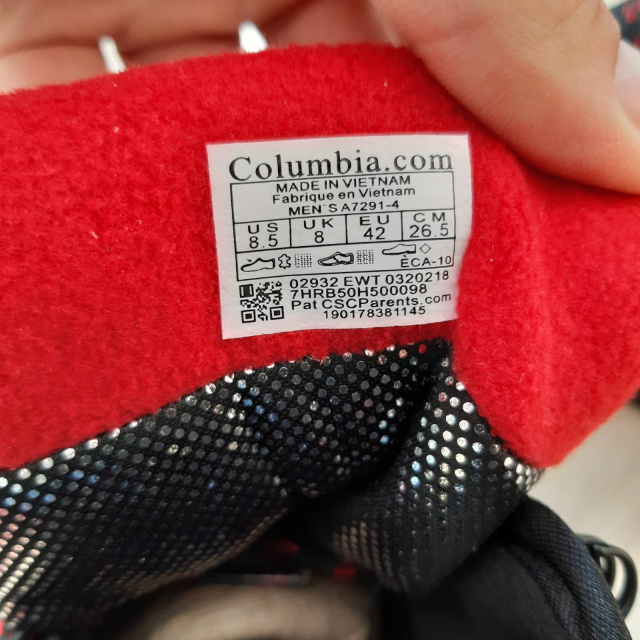 Columbia.com
MADE IN VIETNAM
Fabrique en Vietnam
MEN`S A7291-4
US UK EU CM
8.5 8 42 26.5
ÈCA-10
02932 EWT 0320218
7HRB50H500098
Pat CSCParents.com
190178381145